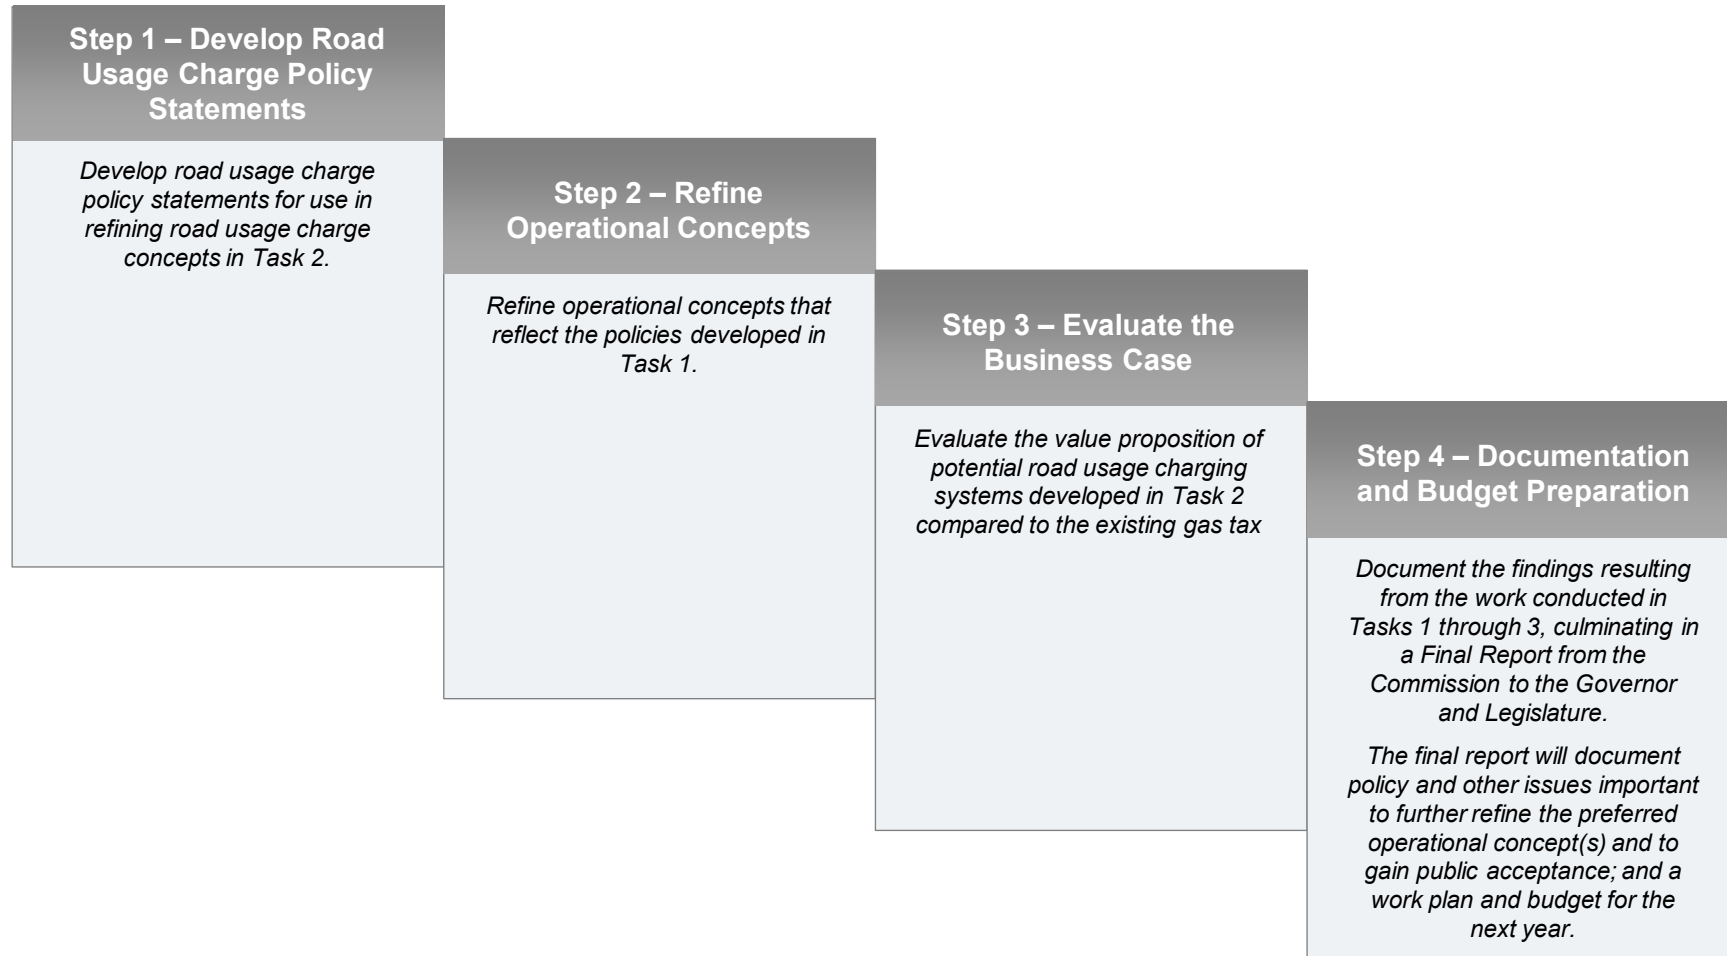 Step 1 – Develop Road
Usage Charge Policy
Statements
Develop road usage charge
policy statements for use in
refining road usage charge
concepts in Task 2.
Step 2 – Refine
Operational Concepts
Refine operational concepts that
reflect the policies developed in
Task 1.
Step 3 – Evaluate the
Business Case
Evaluate the value proposition of
potential road usage charging
systems developed in Task 2
compared to the existing gas tax
Step 4 – Documentation
and Budget Preparation
Document the findings resulting
from the work conducted in
Tasks 1 through 3, culminating in
a Final Report from the
Commission to the Governor
and Legislature.
The final report will document
policy and other issues important
to further refine the preferred
operational concept(s) and to
gain public acceptance; and a
work plan and budget for the
next year.